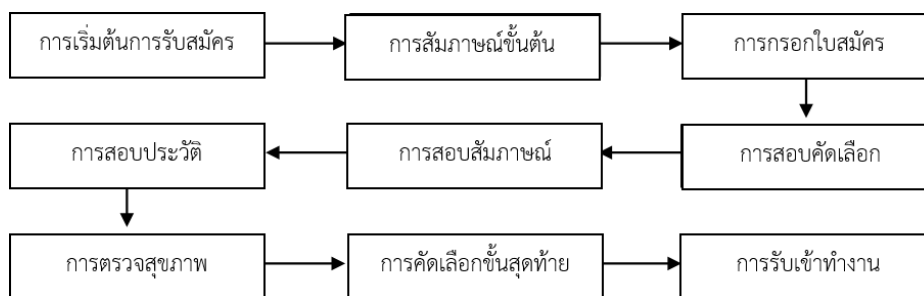 การเริ่มต้นการรับสมัคร
การสัมภาษณ์ขั้นต้น
การกรอกใบสมัคร
การสอบคัดเลือก
การสอบสัมภาษณ์
การสอบประวัติ
การตรวจสุขภาพ
การคัดเลือกขั้นสุดท้าย
การรับเข้าทำงาน